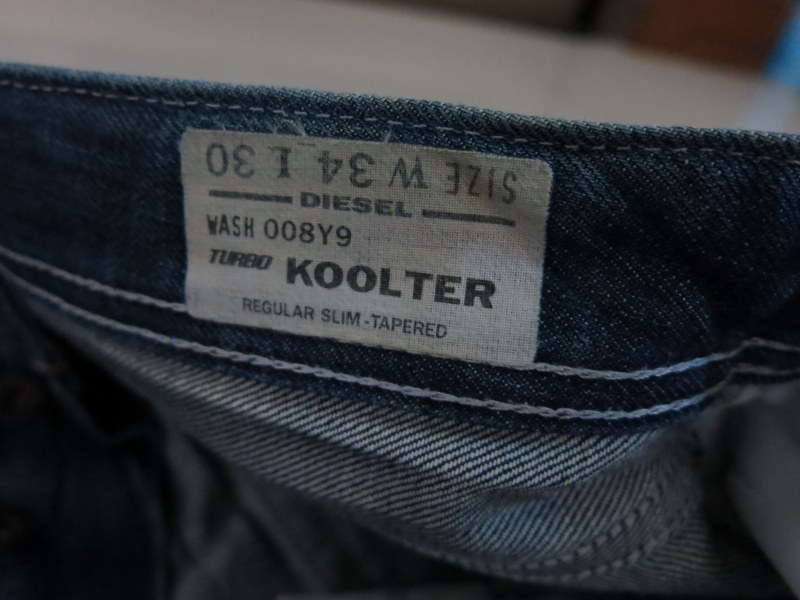 SIZE W 34 L 30
DIESEL
WASH 008Y9
TURBO KOOLTER
REGULAR SLIM-TAPERED